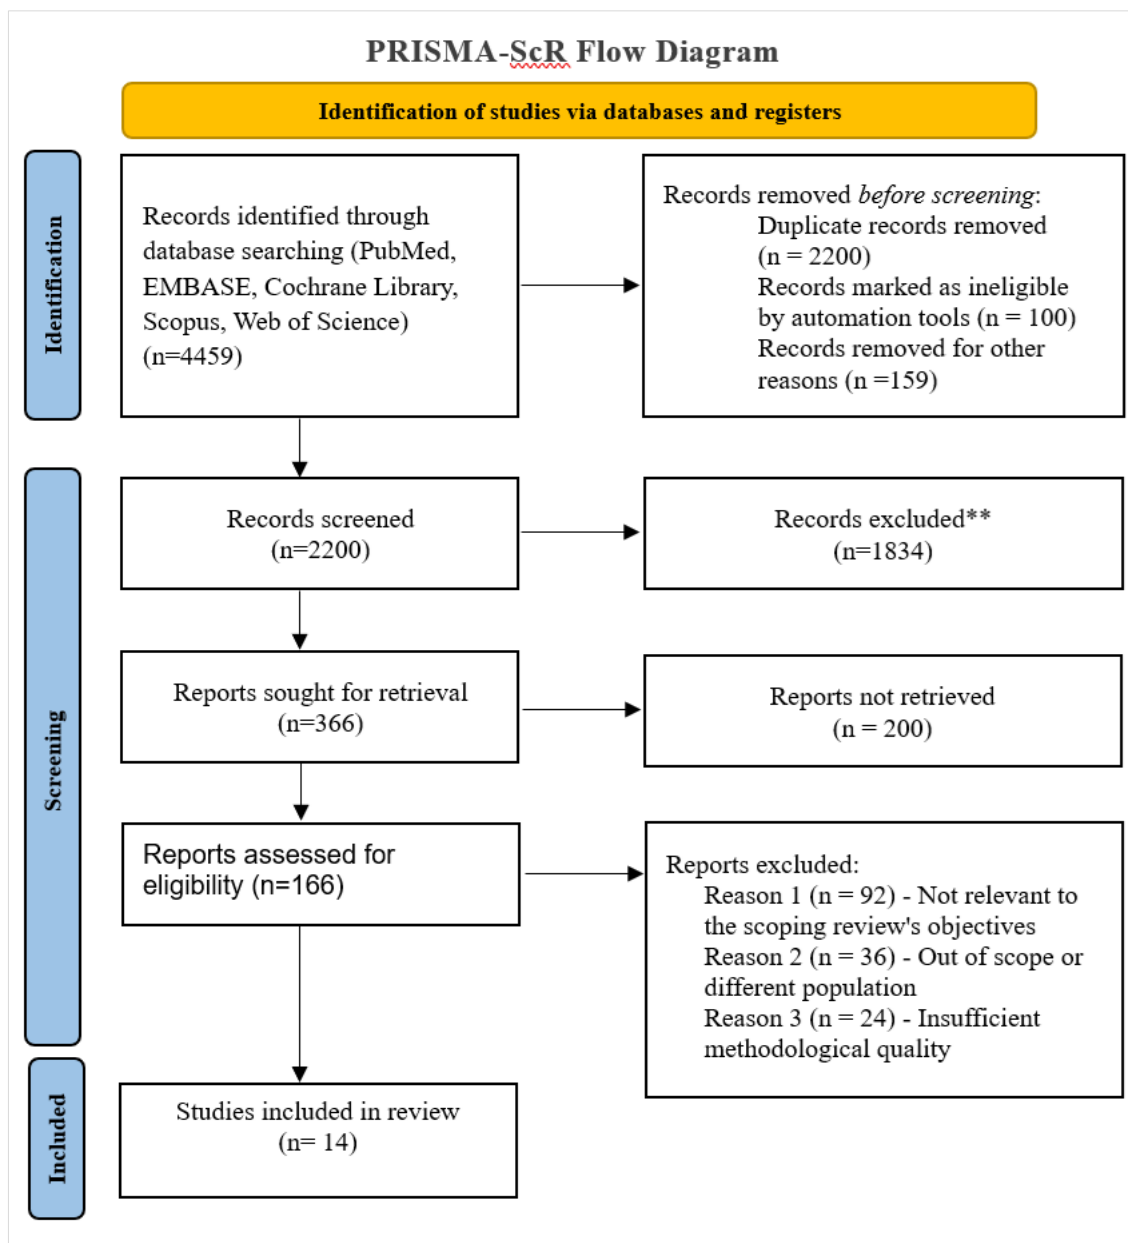 PRISMA-ScR Flow Diagram
Identification of studies via databases and registers
Identification
Records identified through
database searching (PubMed,
EMBASE, Cochrane Library,
Scopus, Web of Science)
(n=4459)
Records removed before screening:
Duplicate records removed
(n = 2200)
Records marked as ineligible
by automation tools (n = 100)
Records removed for other
reasons (n =159)
Screening
Records screened
(n=2200)
Records excluded**
(n=1834)
Reports sought for retrieval
(n=366)
Reports not retrieved
(n = 200)
Reports assessed for
eligibility (n=166)
Reports excluded:
Reason 1 (n = 92) - Not relevant to
the scoping review's objectives
Reason 2 (n = 36) - Out of scope or
different population
Reason 3 (n = 24) - Insufficient
methodological quality
Included
Studies included in review
(n= 14)